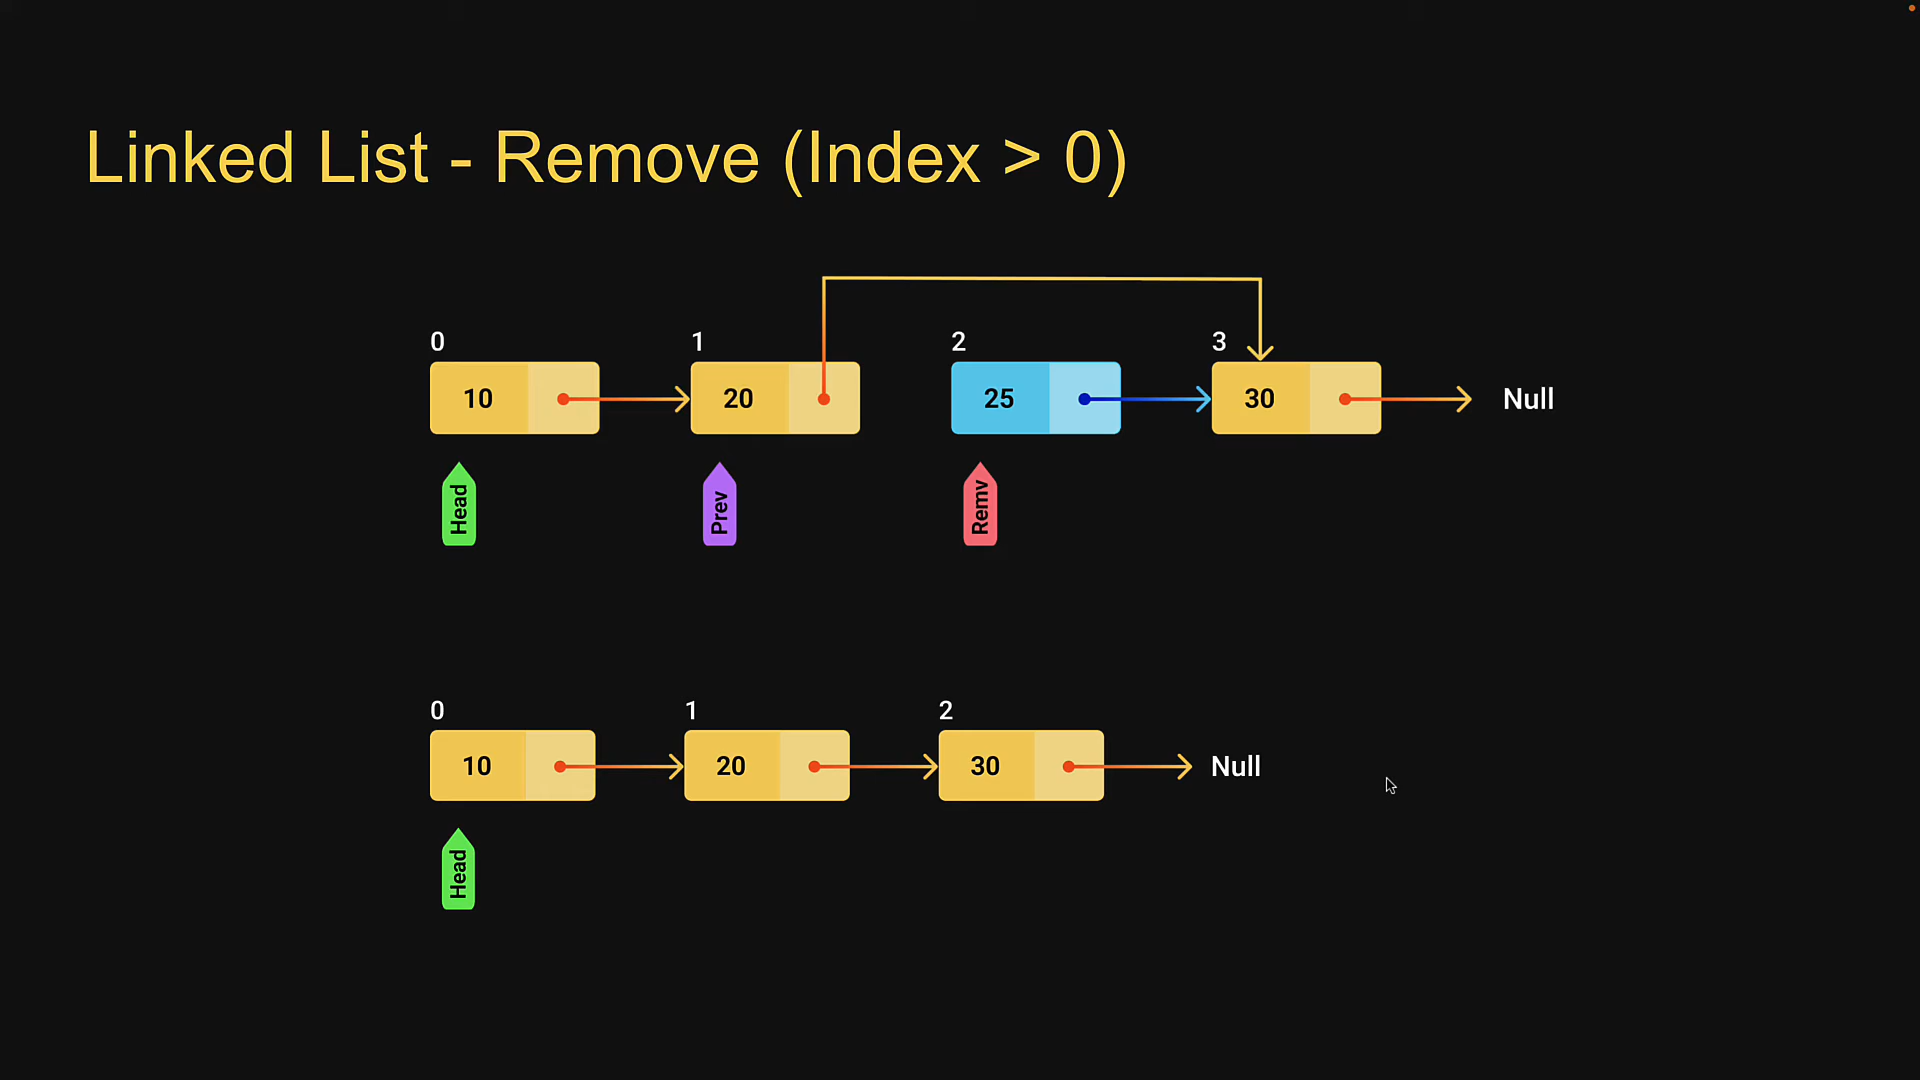 Linked List - Remove (Index > 0)
0 1 2 3
10 20 25 30 Null
Head Prev Remv
0 1 2
10 20 30 Null
Head